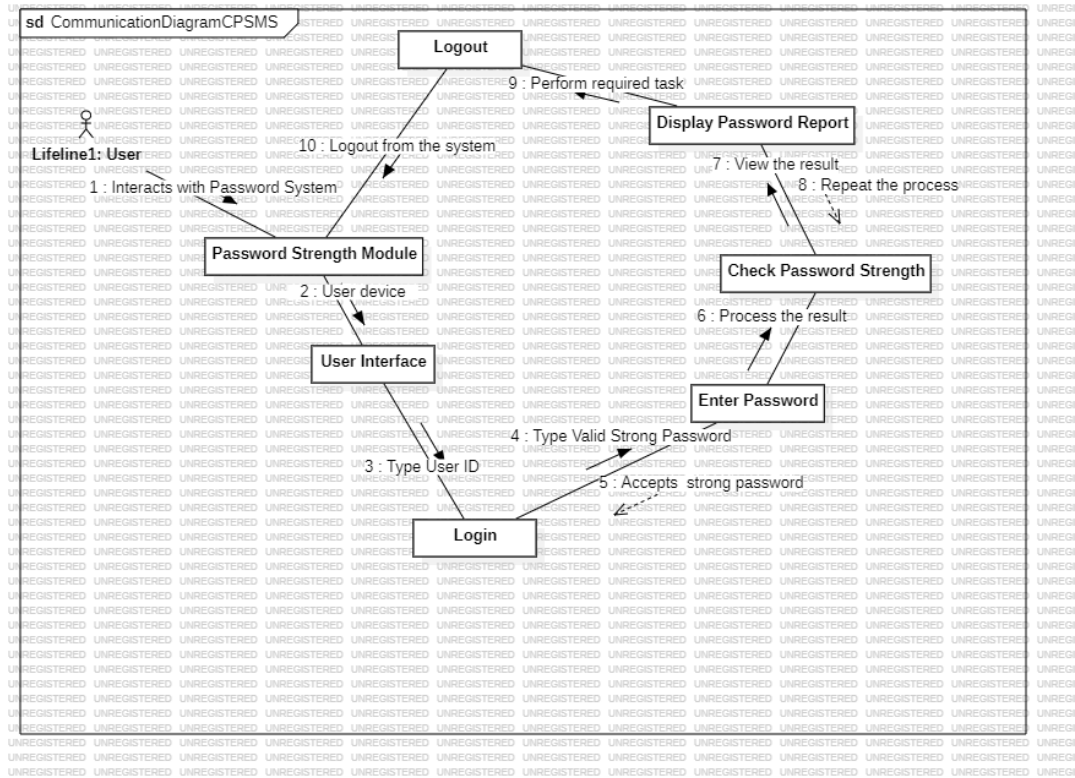 sd CommunicationDiagramCPSMS
Logout
9 : Perform required task
Display Password Report
Lifeline1: User
10 : Logout from the system
7 : View the result
8 : Repeat the process
1 : Interacts with Password System
Password Strength Module
Check Password Strength
2 : User device
6 : Process the result
User Interface
Enter Password
4 : Type Valid Strong Password
3 : Type User ID
5 : Accepts strong password
Login
UNREGISTERED